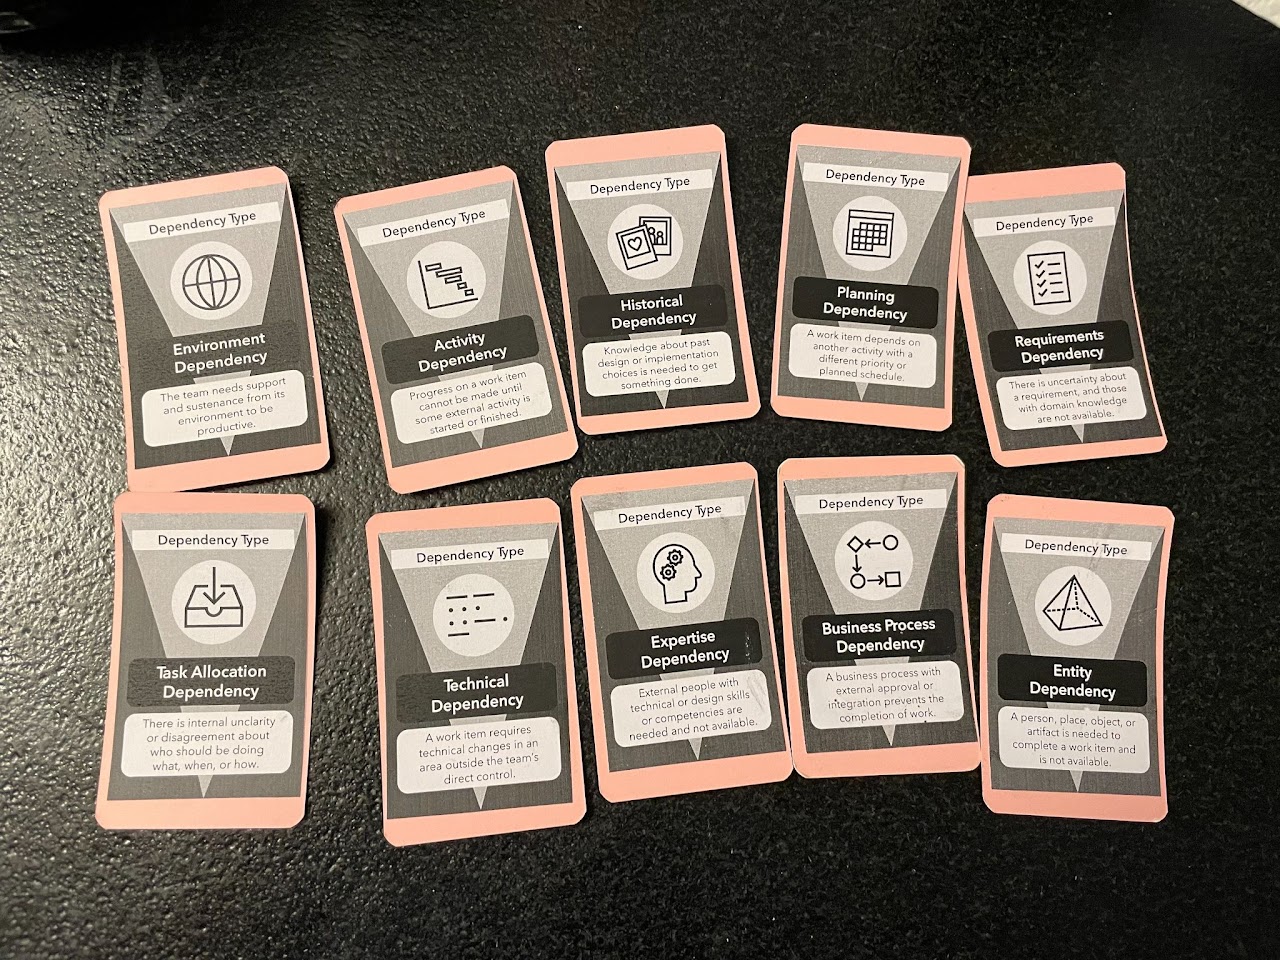 Dependency Type
Environment
Dependency
The team needs support
and sustenance from its
environment to be
productive.
Dependency Type
Activity
Dependency
Progress on a work item
cannot be made until
some external activity is
started or finished.
Dependency Type
Historical
Dependency
Knowledge about past
design or implementation
choices is needed to get
something done.
Dependency Type
Planning
Dependency
A work item depends on
another activity with a
different priority or
planned schedule.
Dependency Type
Requirements
Dependency
There is uncertainty about
a requirement, and those
with domain knowledge
are not available.
Dependency Type
Task Allocation
Dependency
There is internal unclarity
or disagreement about
who should be doing
what, when, or how.
Dependency Type
Technical
Dependency
A work item requires
technical changes in an
area outside the team's
direct control.
Dependency Type
Expertise
Dependency
External people with
technical or design skills
or competencies are
needed and not available.
Dependency Type
Business Process
Dependency
A business process with
external approval or
integration prevents the
completion of work.
Dependency Type
Entity
Dependency
A person, place, object, or
artifact is needed to
complete a work item and
is not available.